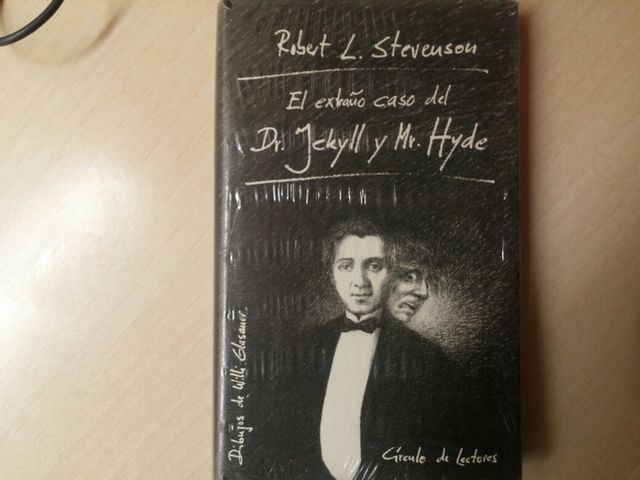 Robert L. Stevenson
El extraño caso del
Dr. Jekyll y Mr. Hyde
Dibujos de Willi Glasauer
Círculo de Lectores